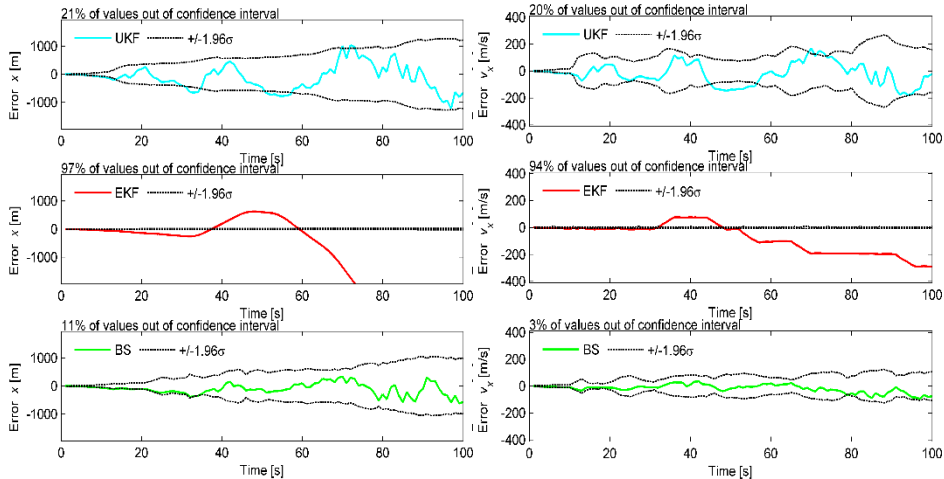 21% of values out of confidence interval
UKF +/-1.96σ
Error x [m]
1000
0
-1000
0 20 40 60 80 100
Time [s]
20% of values out of confidence interval
UKF +/-1.96σ
Error vx [m/s]
400
200
0
-200
-400
0 20 40 60 80 100
Time [s]
97% of values out of confidence interval
EKF +/-1.96σ
Error x [m]
1000
0
-1000
0 20 40 60 80 100
Time [s]
94% of values out of confidence interval
EKF +/-1.96σ
Error vx [m/s]
400
200
0
-200
-400
0 20 40 60 80 100
Time [s]
11% of values out of confidence interval
BS +/-1.96σ
Error x [m]
1000
0
-1000
0 20 40 60 80 100
Time [s]
3% of values out of confidence interval
BS +/-1.96σ
Error vx [m/s]
400
200
0
-200
-400
0 20 40 60 80 100
Time [s]